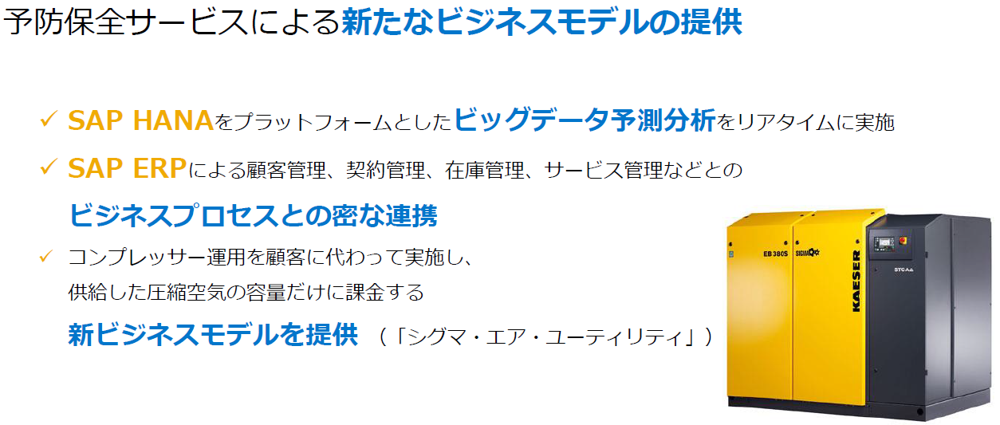 予防保全サービスによる新たなビジネスモデルの提供
✓ SAP HANAをプラットフォームとしたビッグデータ予測分析をリアタイムに実施
✓ SAP ERPによる顧客管理、契約管理、在庫管理、サービス管理などとの
ビジネスプロセスとの密な連携
✓ コンプレッサー運用を顧客に代わって実施し、
供給した圧縮空気の容量だけに課金する
新ビジネスモデルを提供 （「シグマ・エア・ユーティリティ」）
EB 380S
SIGMA
KAESER